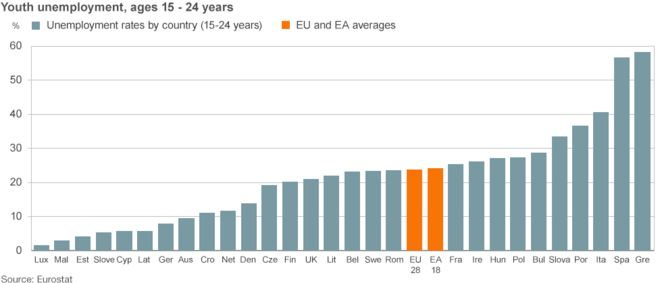 Youth unemployment, ages 15 - 24 years
% Unemployment rates by country (15-24 years) EU and EA averages
60
50
40
30
20
10
0
Lux Mal Est Slove Cyp Lat Ger Aus Cro Net Den Cze Fin UK Lit Bel Swe Rom EU 28 EA 18 Fra Ire Hun Pol Bul Slova Por Ita Spa Gre
Source: Eurostat